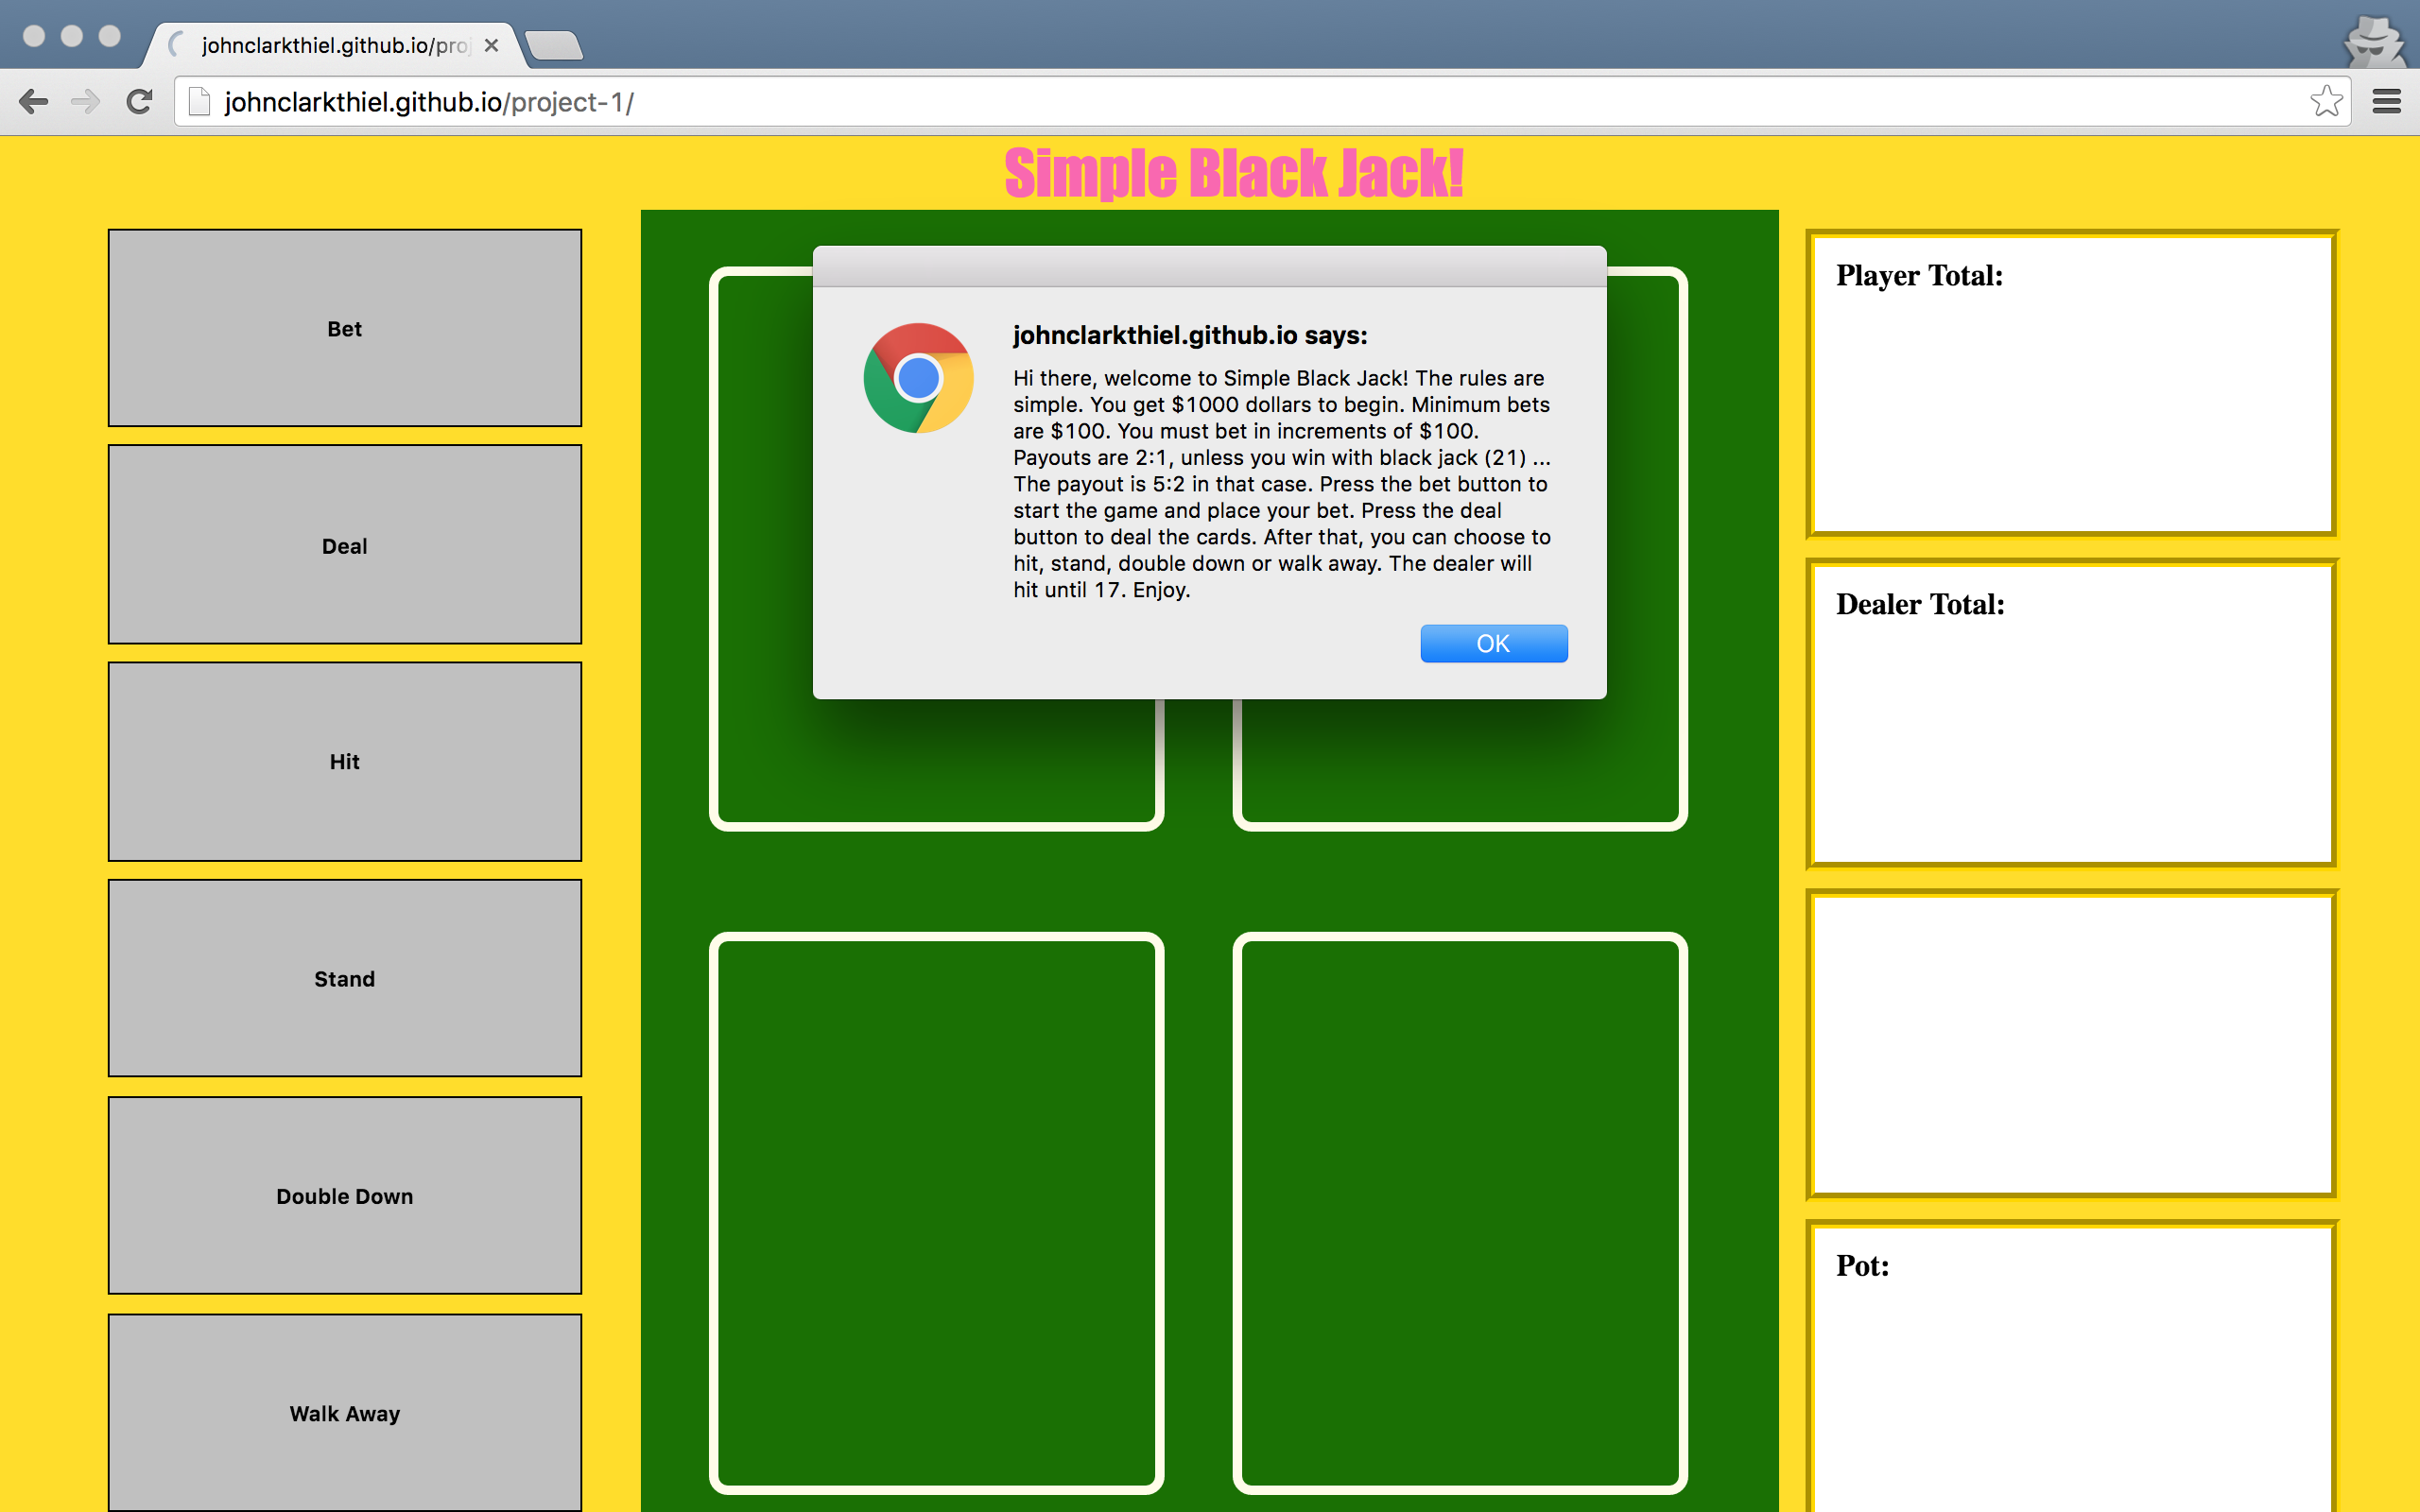 johnclarkthiel.github.io/proj
johnclarkthiel.github.io/project-1/
Simple Black Jack!
Bet
Deal
Hit
Stand
Double Down
Walk Away
johnclarkthiel.github.io says:
Hi there, welcome to Simple Black Jack! The rules are
simple. You get $1000 dollars to begin. Minimum bets
are $100. You must bet in increments of $100.
Payouts are 2:1, unless you win with black jack (21) ...
The payout is 5:2 in that case. Press the bet button to
start the game and place your bet. Press the deal
button to deal the cards. After that, you can choose to
hit, stand, double down or walk away. The dealer will
hit until 17. Enjoy.
OK
Player Total:
Dealer Total:
Pot: